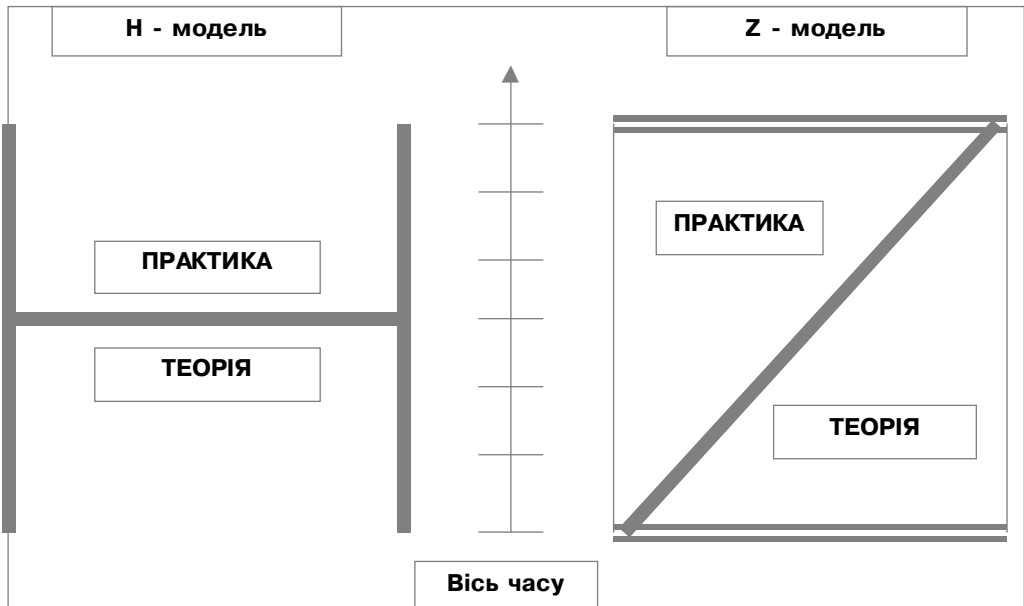 H - модель
Z - модель
ПРАКТИКА
ПРАКТИКА
ТЕОРІЯ
ТЕОРІЯ
Вісь часу